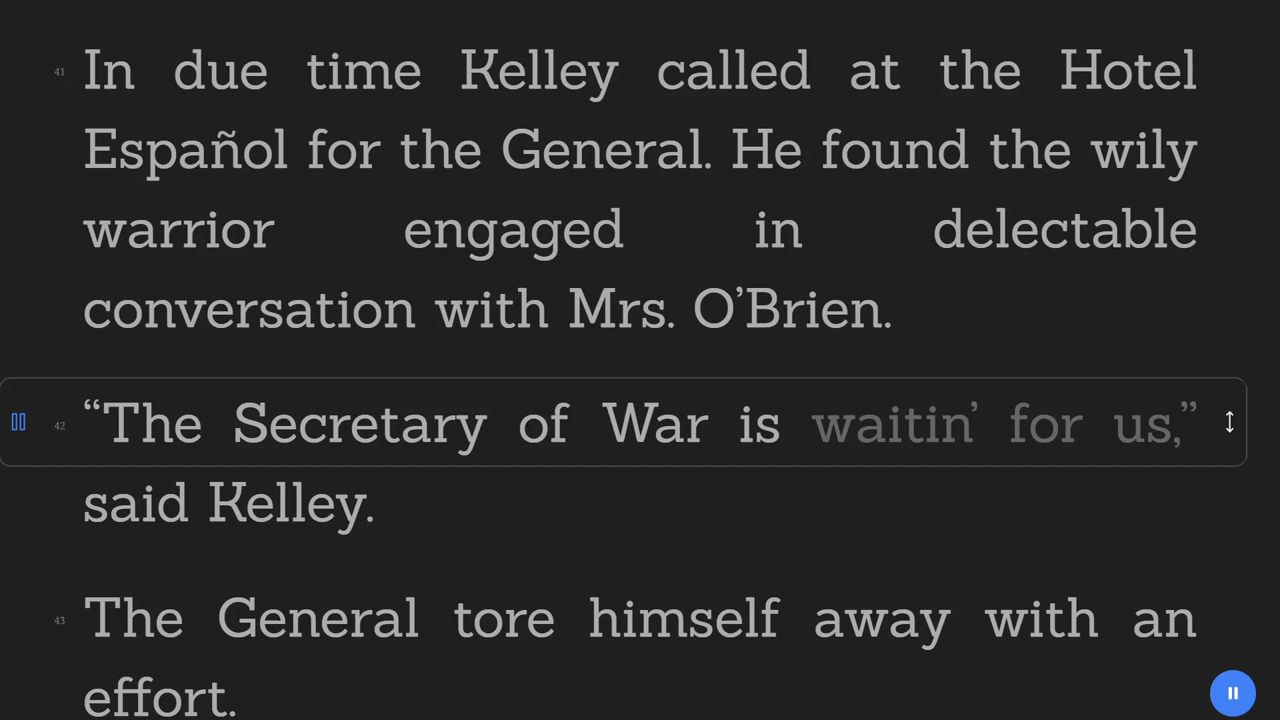 41 In due time Kelley called at the Hotel
Español for the General. He found the wily
warrior engaged in delectable
conversation with Mrs. O’Brien.
42 “The Secretary of War is waitin’ for us,”
said Kelley.
43 The General tore himself away with an
effort.